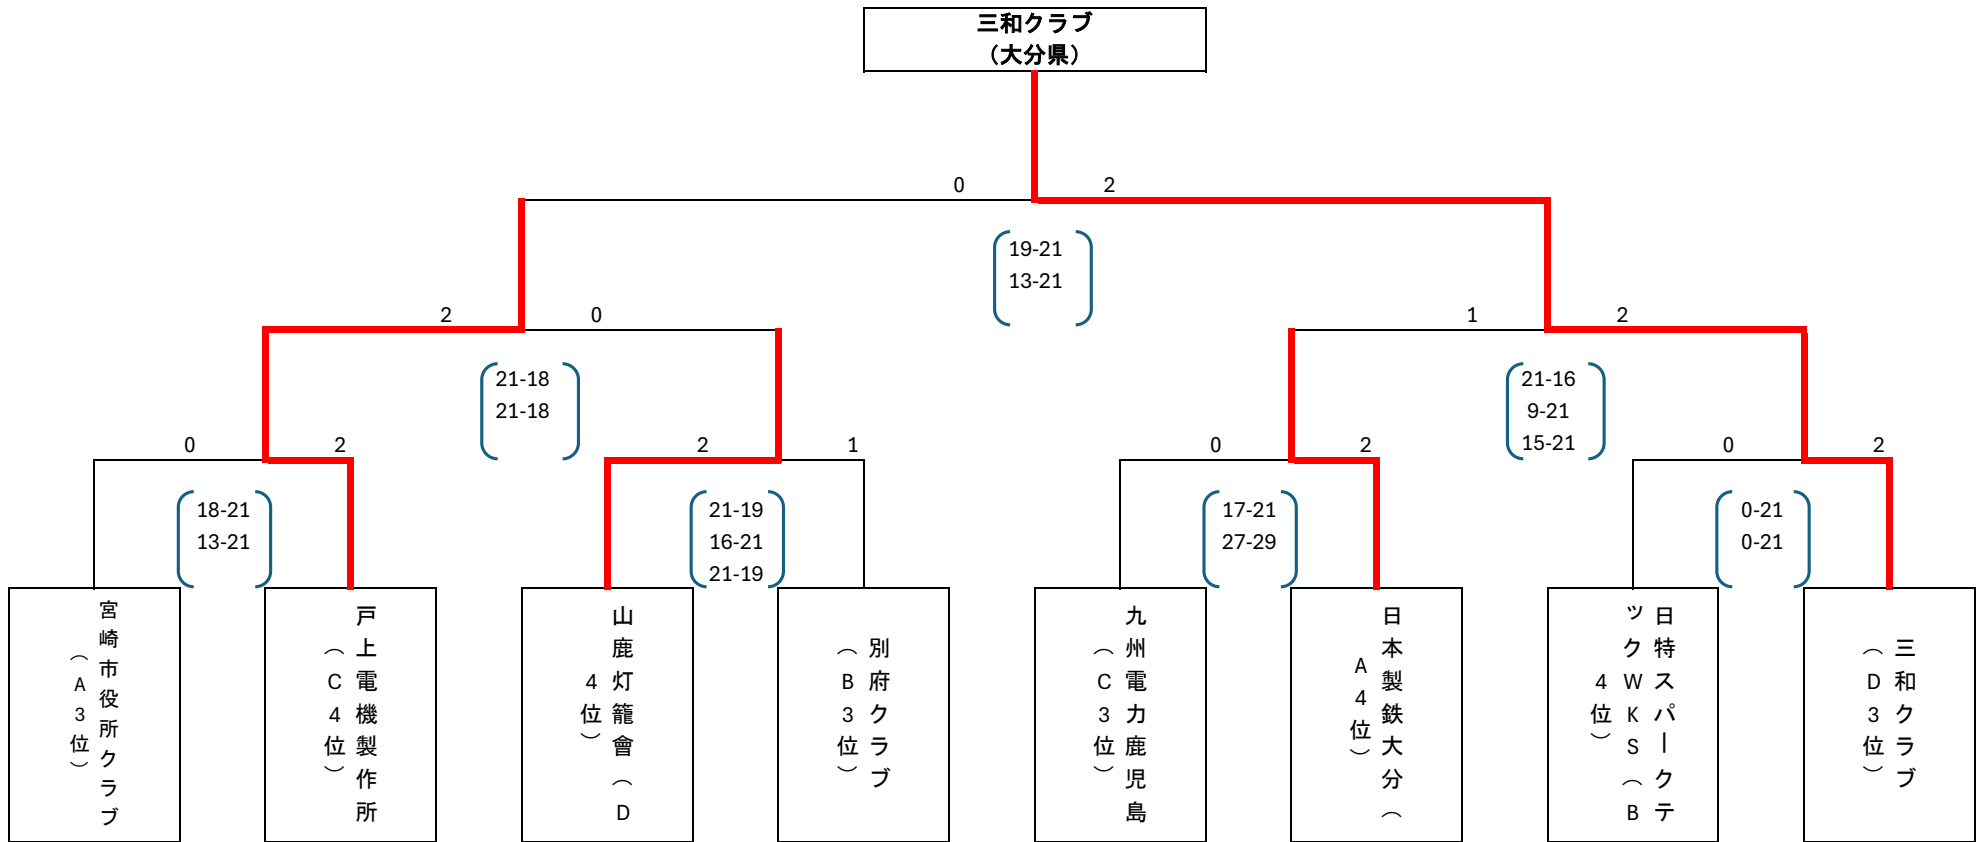 三和クラブ
（大分県）
0 2
19-21
13-21
2 0
1 2
21-18
21-18
21-16
9-21
15-21
0 2
2 1
0 2
0 2
18-21
13-21
21-19
16-21
21-19
17-21
27-29
0-21
0-21
宮崎市役所クラブ
（A3位）
戸上電機製作所
（C4位）
山鹿灯籠會（D
4位）
別府クラブ
（B3位）
九州電力鹿児島
（C3位）
日本製鉄大分（
A4位）
日特スパークテ
ックWKS（B
4位）
三和クラブ
（D3位）